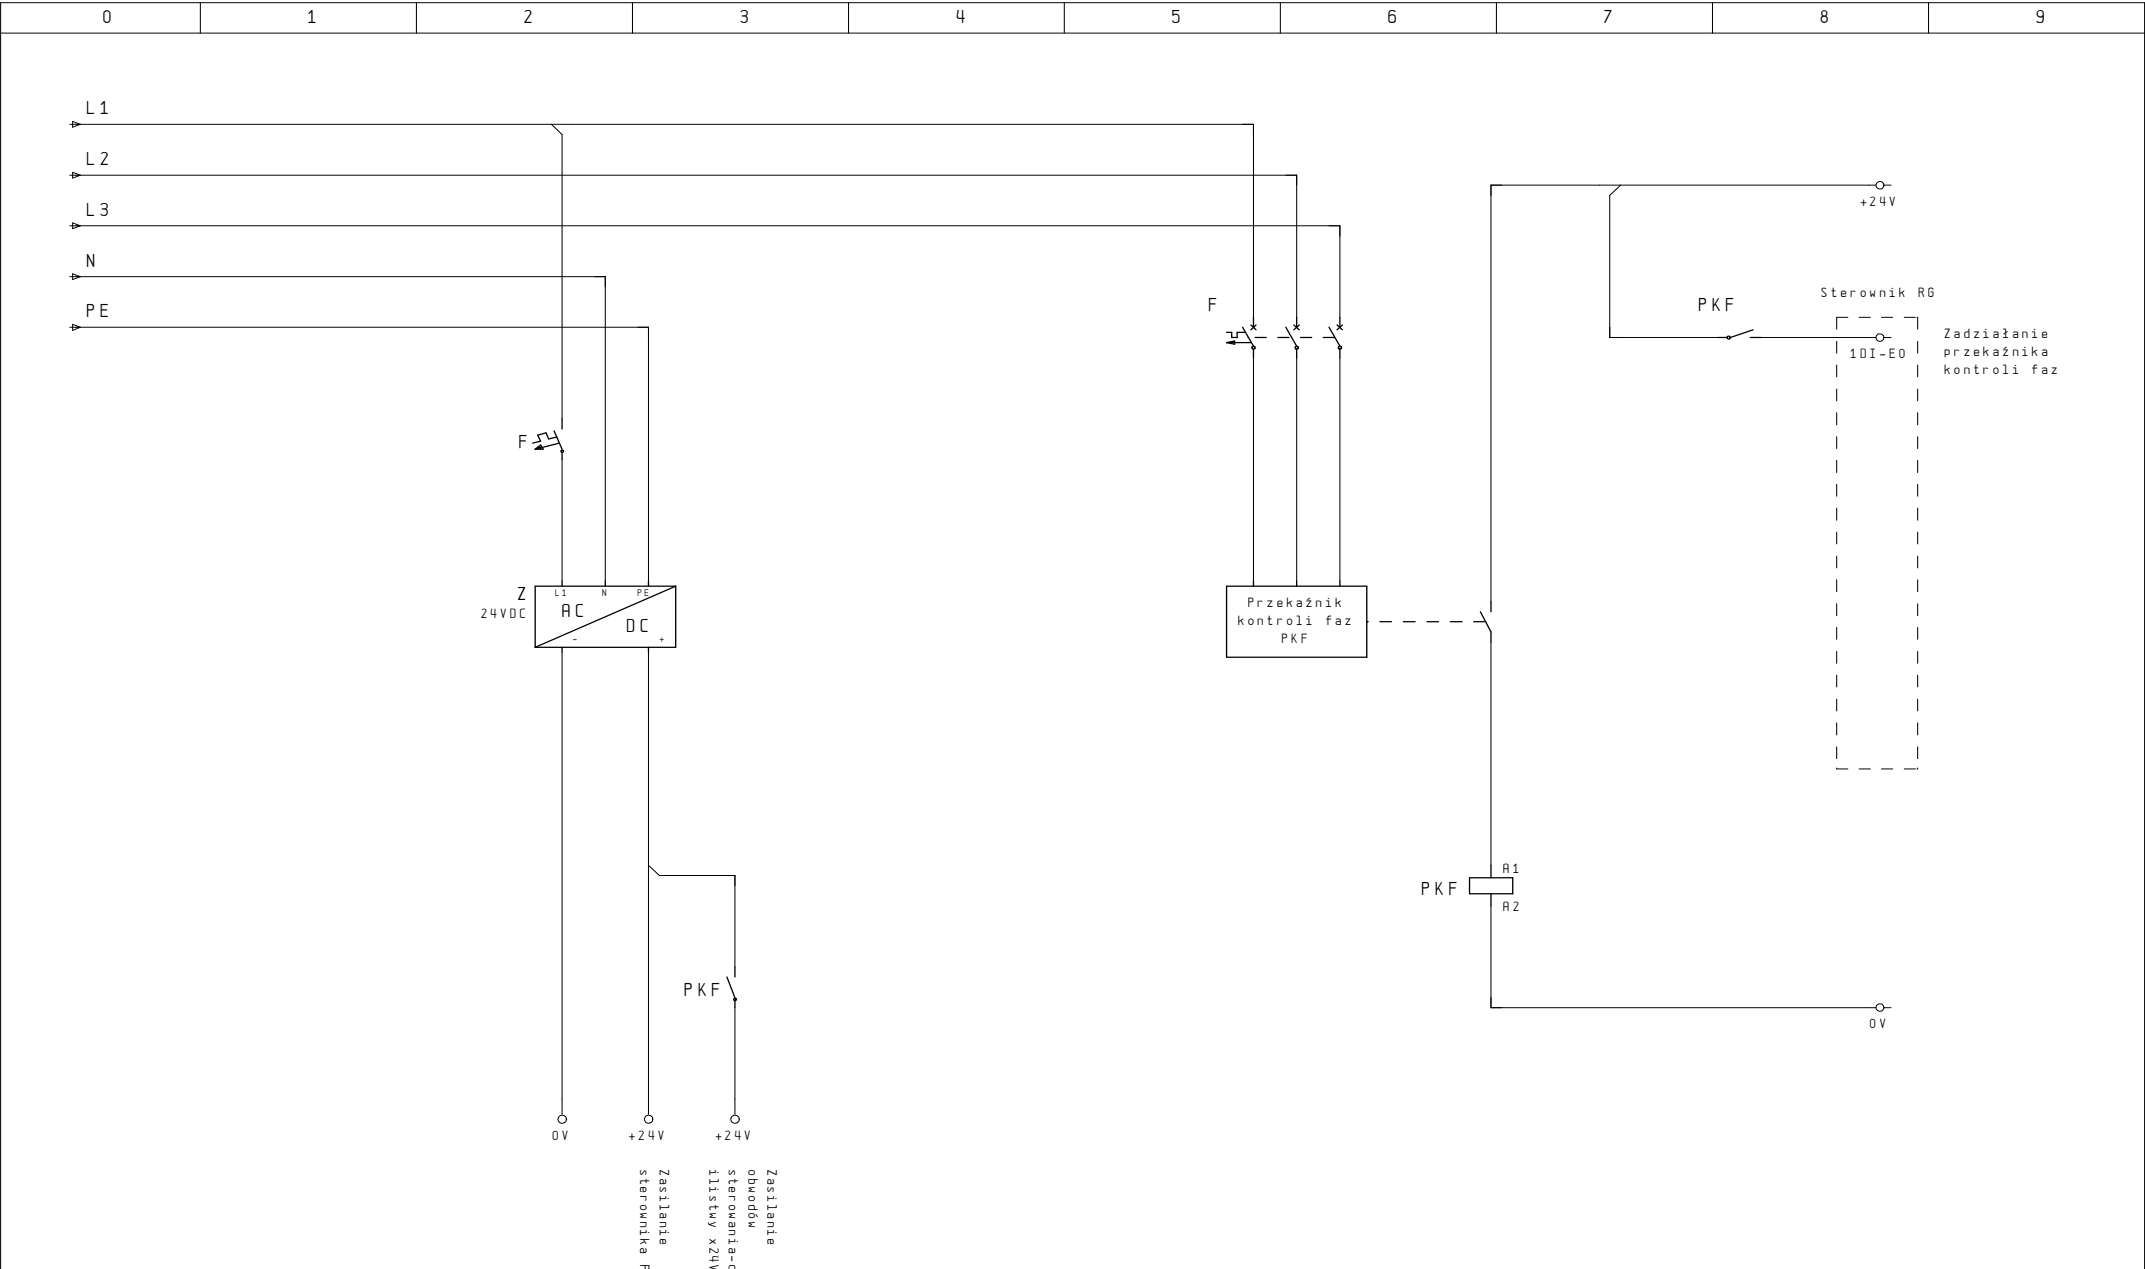 0 1 2 3 4 5 6 7 8 9
L1
L2
+24V
L3
N
PE
F
PKF
Sterownik RG
1DI-E0
Zadziałanie
przekaźnika
kontroli faz
F
Z
24VDC
L1 N PE
AC
DC
- +
Przekaźnik
kontroli faz
PKF
PKF
A1
A2
PKF
0V
0V
+24V
+24V
Zasilanie
sterownika
Zasilanie
obwodów
sterowania-
ilistwy x24V